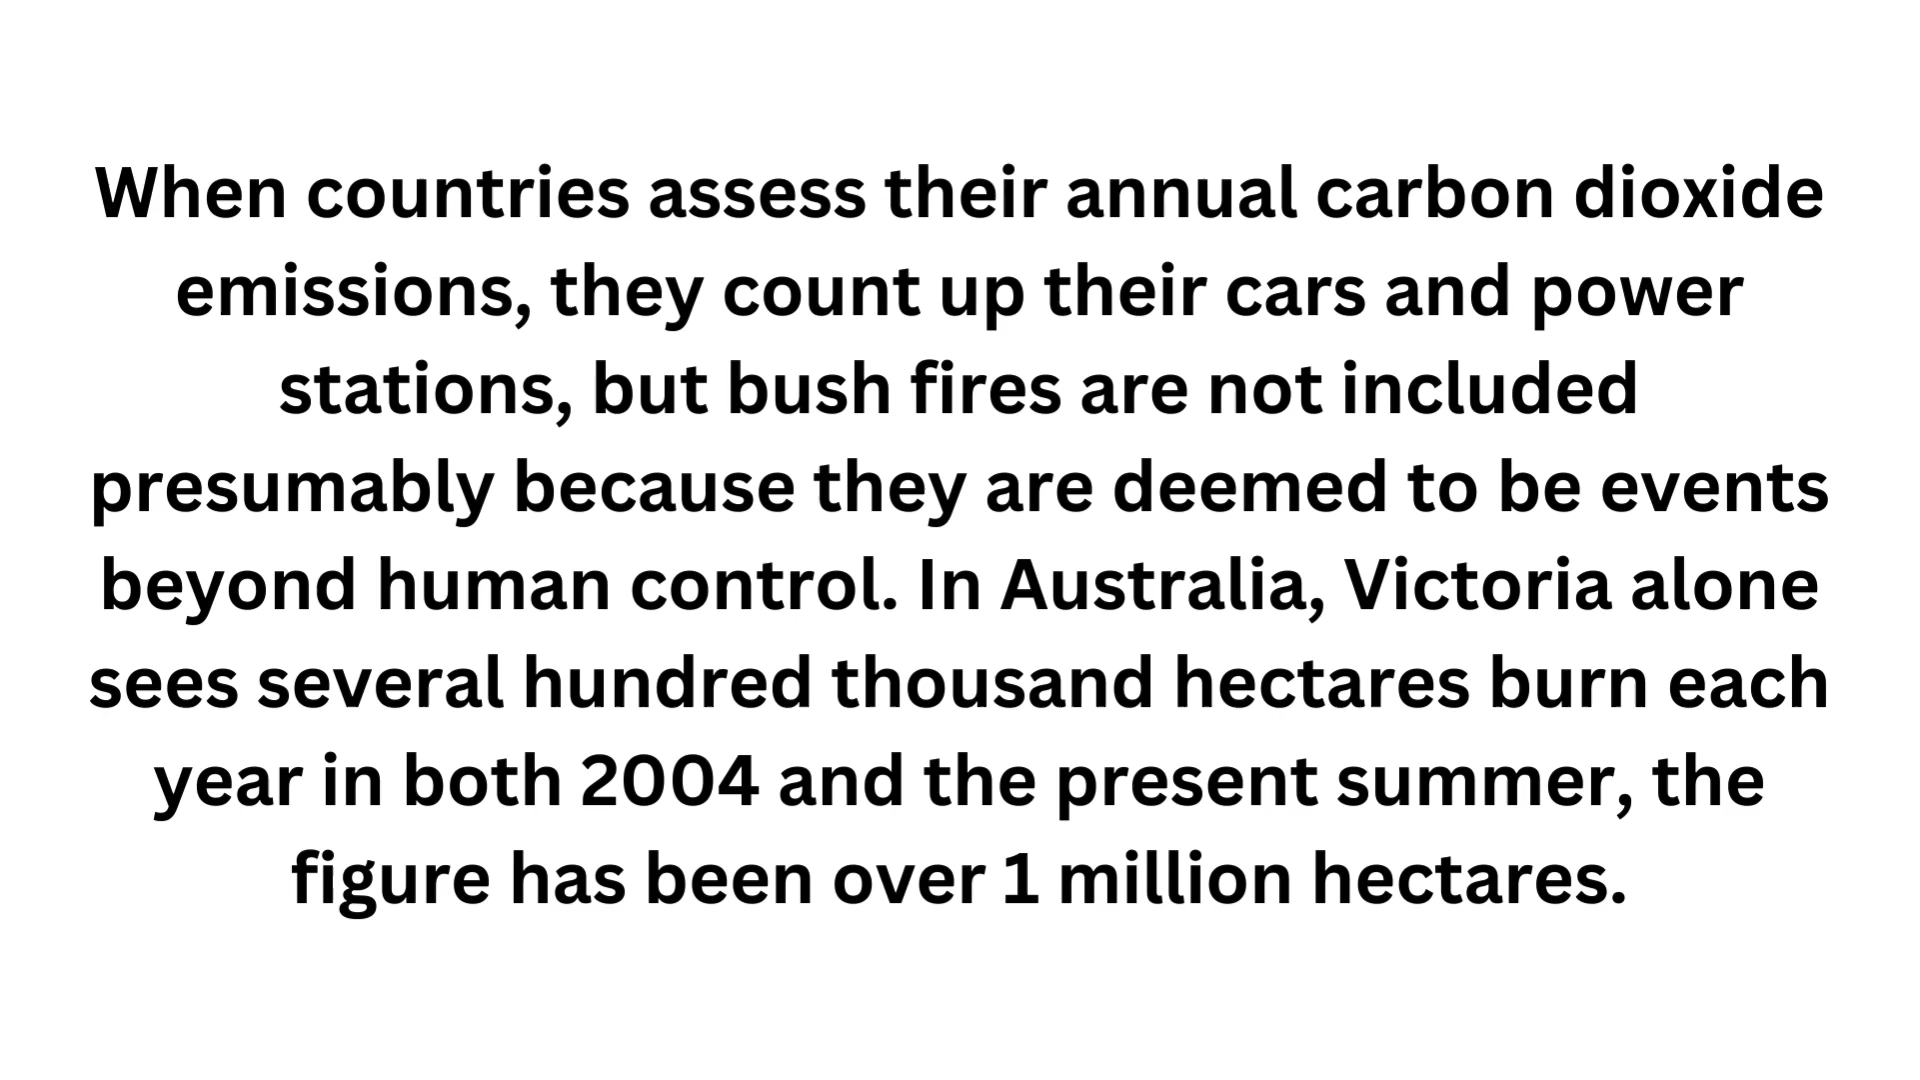 When countries assess their annual carbon dioxide
emissions, they count up their cars and power
stations, but bush fires are not included
presumably because they are deemed to be events
beyond human control. In Australia, Victoria alone
sees several hundred thousand hectares burn each
year in both 2004 and the present summer, the
figure has been over 1 million hectares.